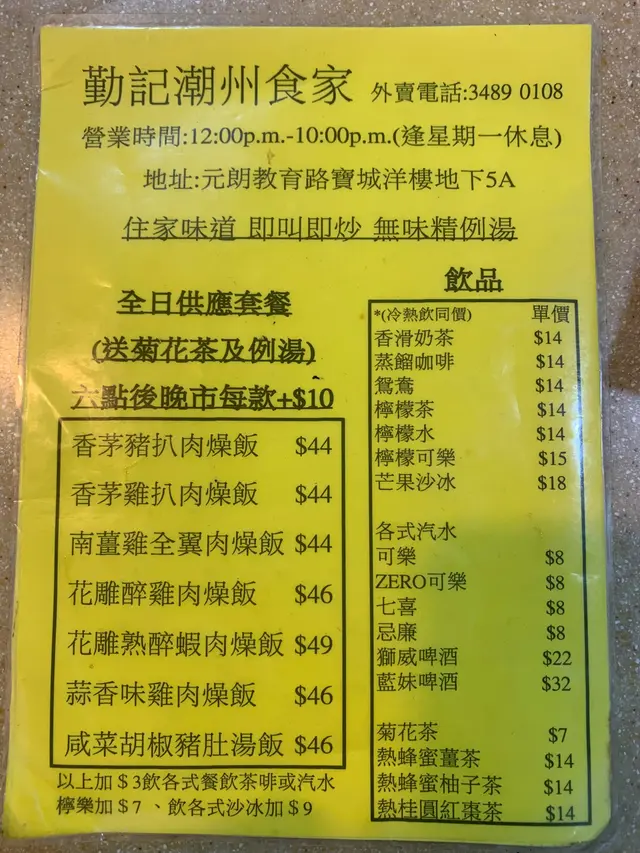 勤記潮州食家 外賣電話:3489 0108
營業時間:12:00p.m.-10:00p.m.(逢星期一休息)
地址:元朗教育路寶城洋樓地下5A
住家味道 即叫即炒 無味精例湯
全日供應套餐
(送菊花茶及例湯)
六點後晚市每款+$10
香茅豬扒肉燥飯 $44
香茅雞扒肉燥飯 $44
南薑雞全翼肉燥飯 $44
花雕醉雞肉燥飯 $46
花雕熟醉蝦肉燥飯 $49
蒜香味雞肉燥飯 $46
咸菜胡椒豬肚湯飯 $46
以上加＄3飲各式餐飲茶啡或汽水
檸樂加＄7 、飲各式沙冰加＄9
飲品
*(冷熱飲同價) 單價
香滑奶茶 $14
蒸餾咖啡 $14
鴛鴦 $14
檸檬茶 $14
檸檬水 $14
檸檬可樂 $15
芒果沙冰 $18
各式汽水
可樂 $8
ZERO可樂 $8
七喜 $8
忌廉 $8
獅威啤酒 $22
藍妹啤酒 $32
菊花茶 $7
熱蜂蜜薑茶 $14
熱蜂蜜柚子茶 $14
熱桂圓紅棗茶 $14